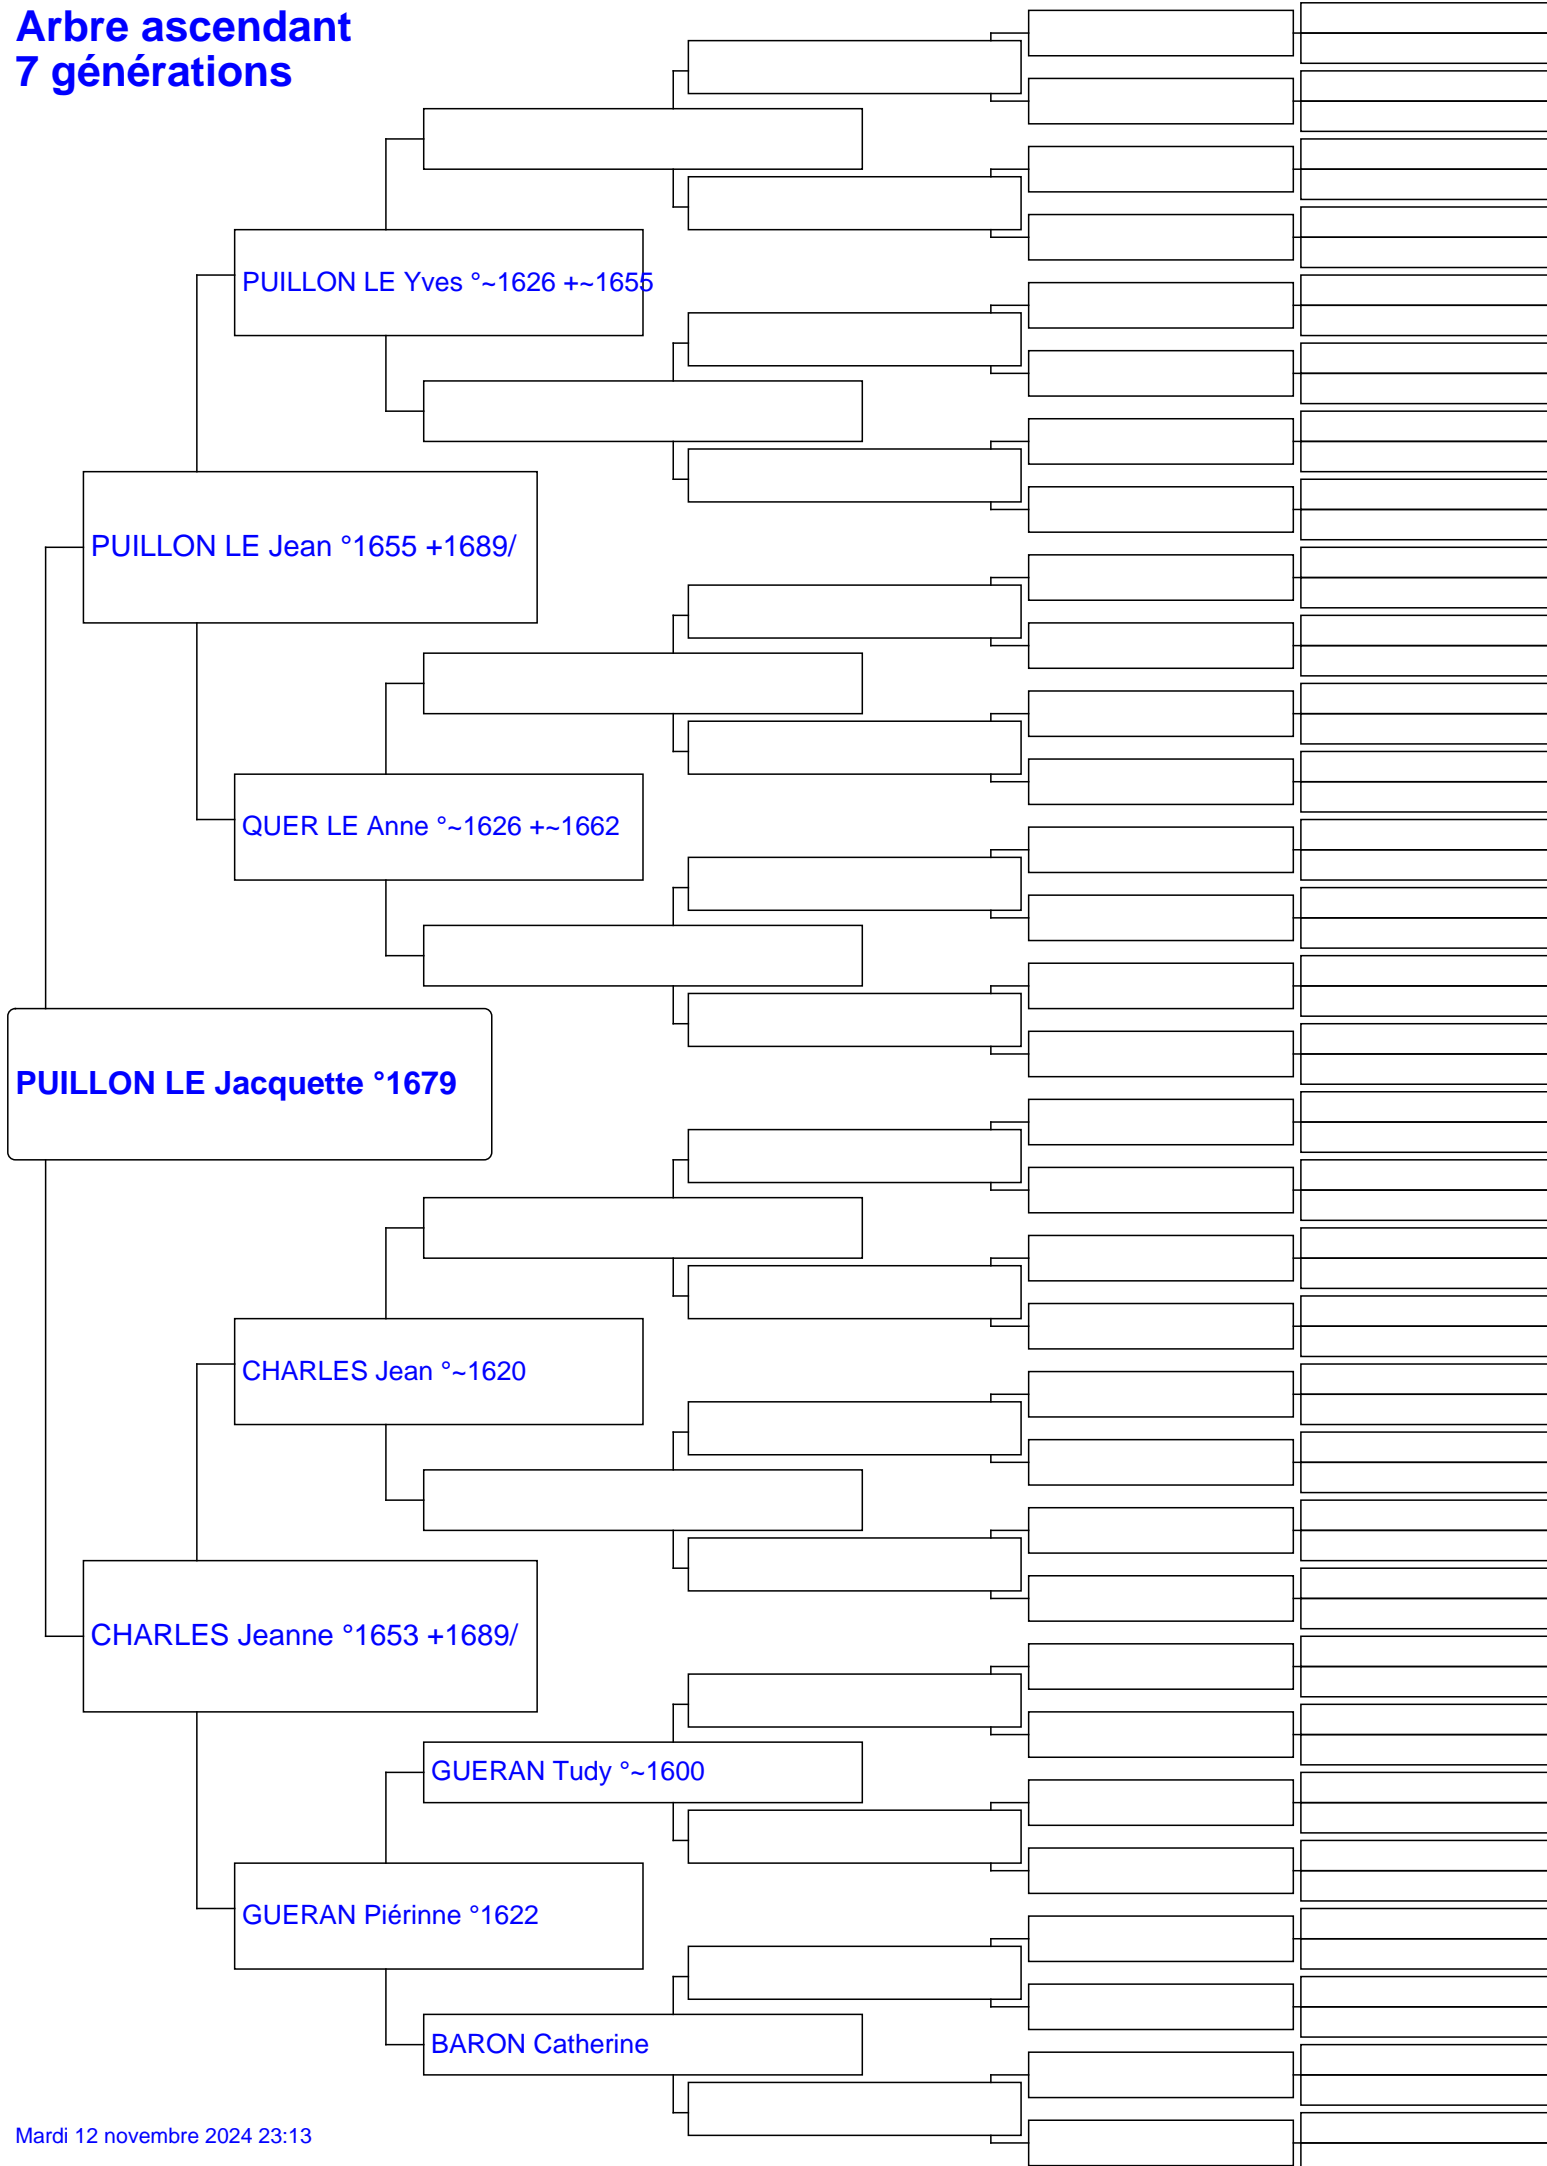 Arbre ascendant
7 générations
PUILLON LE Yves °~1626 +~1655
PUILLON LE Jean °1655 +1689/
QUER LE Anne °~1626 +~1662
PUILLON LE Jacquette °1679
CHARLES Jean °~1620
CHARLES Jeanne °1653 +1689/
GUERAN Tudy °~1600
GUERAN Piérinne °1622
BARON Catherine
Mardi 12 novembre 2024 23:13